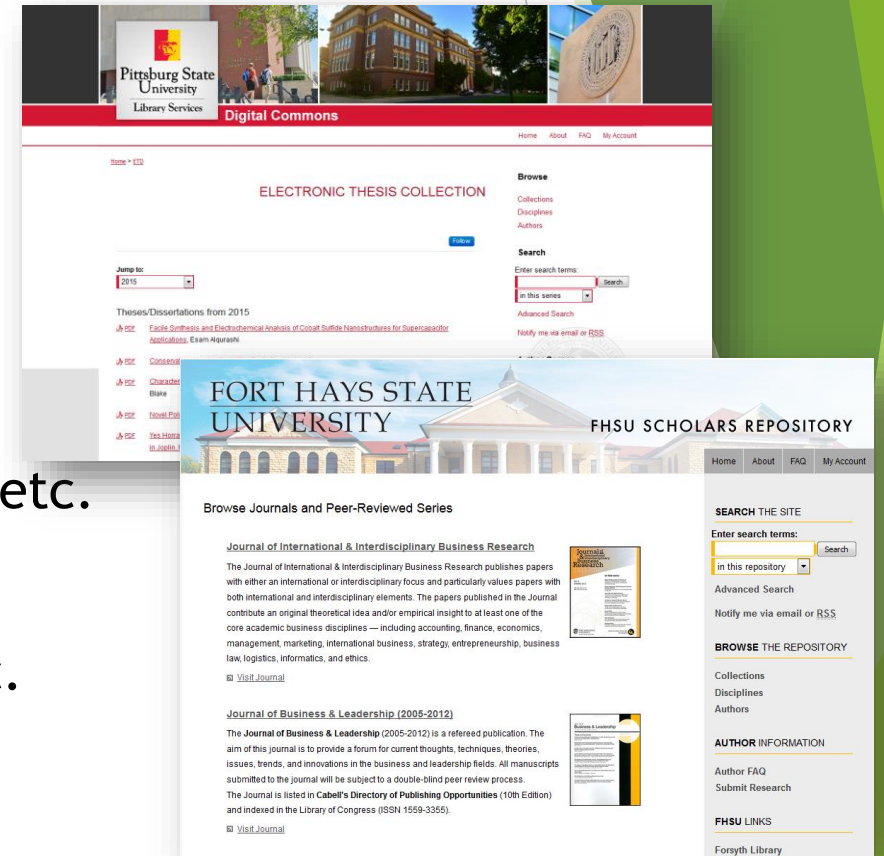 Pittsburg State
University
Library Services
Digital Commons
Home About FAQ My Account
Home > ETD
ELECTRONIC THESIS COLLECTION
Follow
Jump to:
2015
Theses/Dissertations from 2015
PDF Facile Synthesis and Electrochemical Analysis of Cobalt Sulfide Nanostructures for Supercapacitor
Applications, Esam Alqurashi
PDF
PDF
Blake
PDF
PDF
in Joplin,
Browse
Collections
Disciplines
Authors
Search
Enter search terms:
Search
in this series
Advanced Search
Notify me via email or RSS
etc.
FORT HAYS STATE
UNIVERSITY
FHSU SCHOLARS REPOSITORY
Home About FAQ My Account
Browse Journals and Peer-Reviewed Series
Journal of International & Interdisciplinary Business Research
The Journal of International & Interdisciplinary Business Research publishes papers
with either an international or interdisciplinary focus and particularly values papers with
both international and interdisciplinary elements. The papers published in the Journal
contribute an original theoretical idea and/or empirical insight to at least one of the
core academic business disciplines — including accounting, finance, economics,
management, marketing, international business, strategy, entrepreneurship, business
law, logistics, informatics, and ethics.
Visit Journal
Journal of Business & Leadership (2005-2012)
The Journal of Business & Leadership (2005-2012) is a refereed publication. The
aim of this journal is to provide a forum for current thoughts, techniques, theories,
issues, trends, and innovations in the business and leadership fields. All manuscripts
submitted to the journal will be subject to a double-blind peer review process.
The Journal is listed in Cabell's Directory of Publishing Opportunities (10th Edition)
and indexed in the Library of Congress (ISSN 1559-3355).
Visit Journal
SEARCH THE SITE
Enter search terms:
Search
in this repository
Advanced Search
Notify me via email or RSS
BROWSE THE REPOSITORY
Collections
Disciplines
Authors
AUTHOR INFORMATION
Author FAQ
Submit Research
FHSU LINKS
Forsyth Library